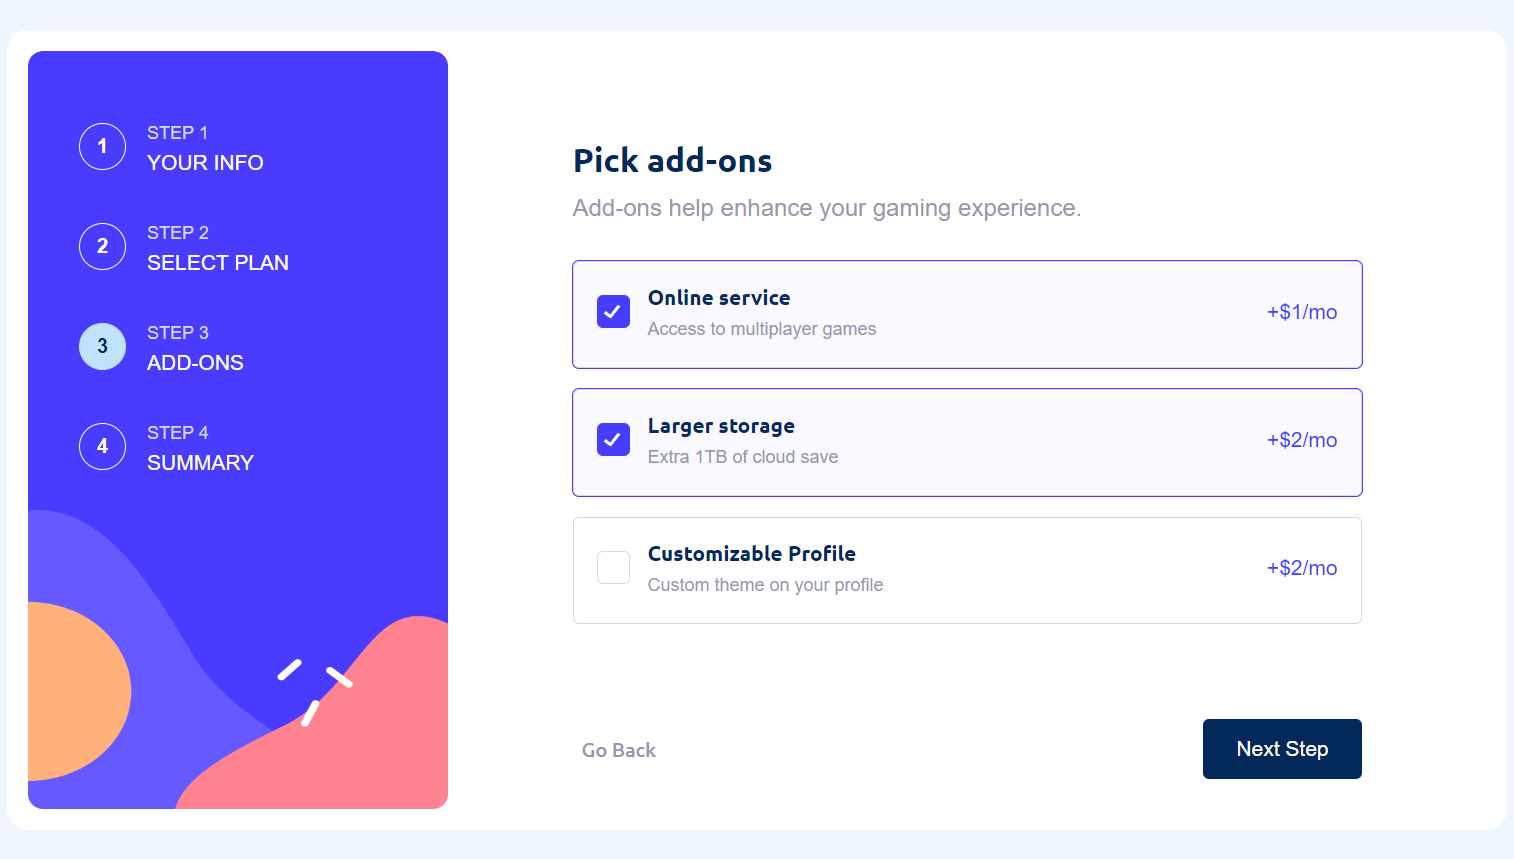 1
STEP 1
YOUR INFO
2
STEP 2
SELECT PLAN
3
STEP 3
ADD-ONS
4
STEP 4
SUMMARY
Pick add-ons
Add-ons help enhance your gaming experience.
Online service
Access to multiplayer games
+$1/mo
Larger storage
Extra 1TB of cloud save
+$2/mo
Customizable Profile
Custom theme on your profile
+$2/mo
Go Back
Next Step